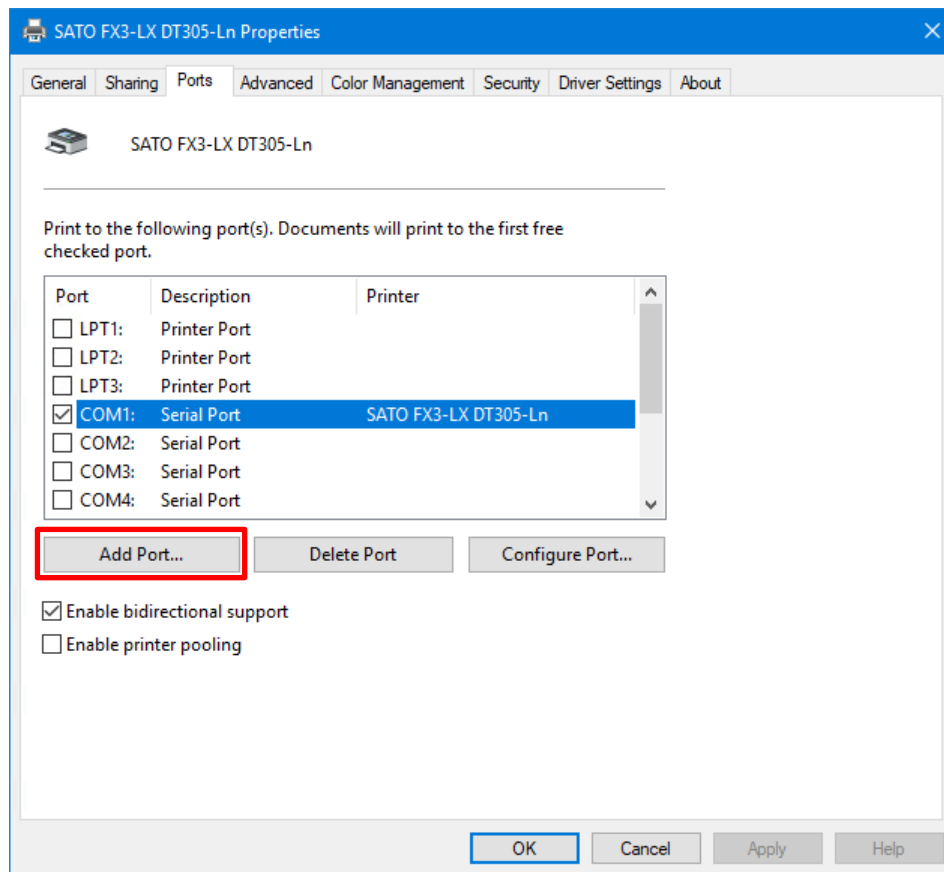 SATO FX3-LX DT305-Ln Properties
General Sharing Ports Advanced Color Management Security Driver Settings About
SATO FX3-LX DT305-Ln
Print to the following port(s). Documents will print to the first free
checked port.
Port Description Printer
LPT1: Printer Port
LPT2: Printer Port
LPT3: Printer Port
COM1: Serial Port SATO FX3-LX DT305-Ln
COM2: Serial Port
COM3: Serial Port
COM4: Serial Port
Add Port... Delete Port Configure Port...
Enable bidirectional support
Enable printer pooling
OK Cancel Apply Help